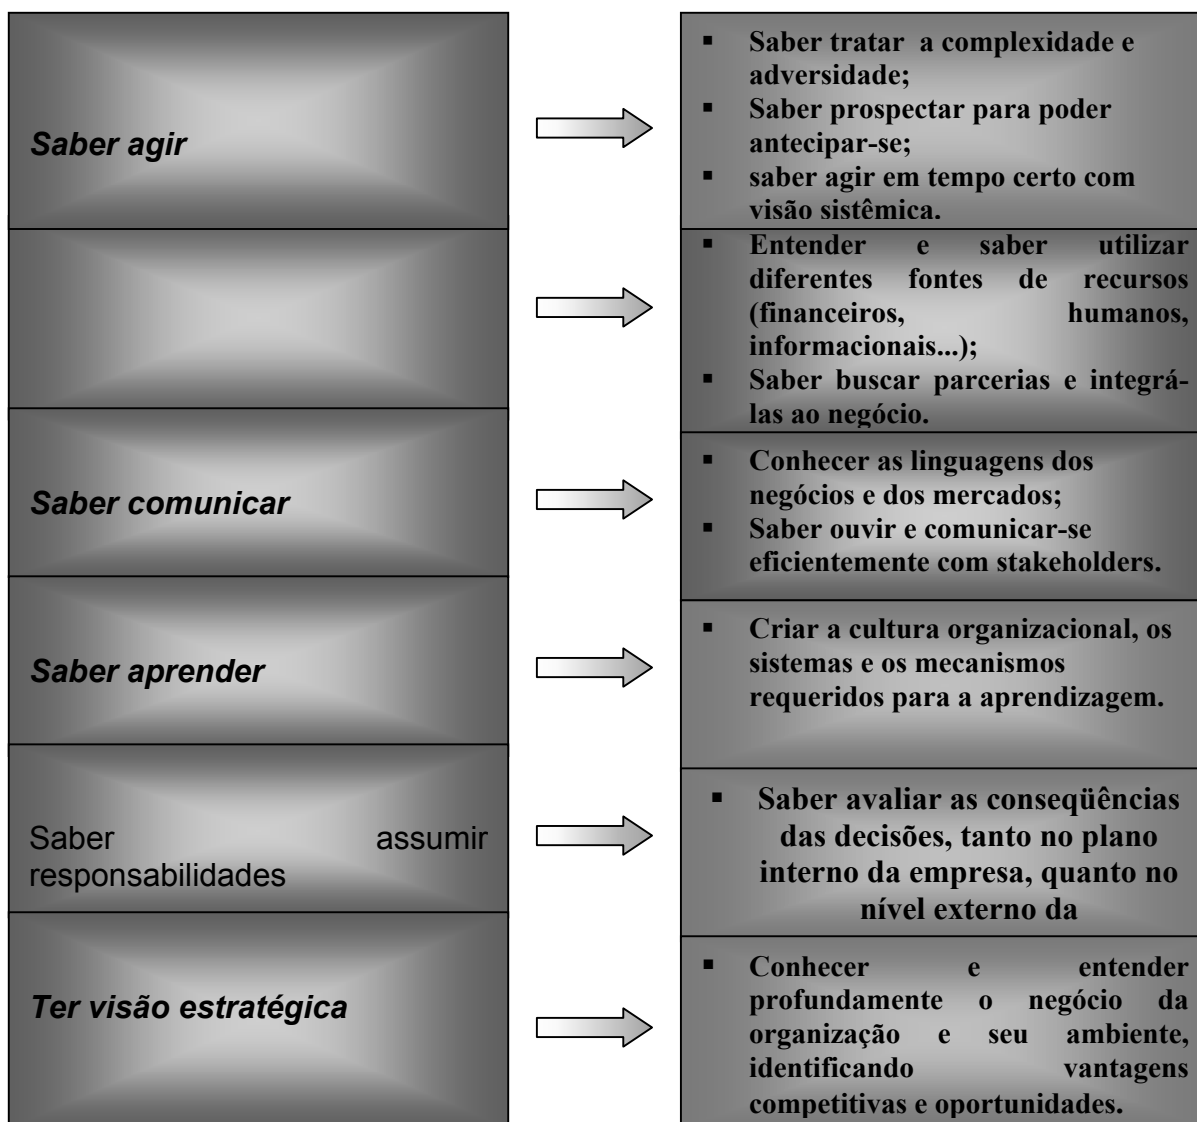 Saber agir
▪ Saber tratar a complexidade e
adversidade;
▪ Saber prospectar para poder
antecipar-se;
▪ saber agir em tempo certo com
visão sistêmica.
▪ Entender e saber utilizar
diferentes fontes de recursos
(financeiros, humanos,
informacionais...);
▪ Saber buscar parcerias e integrá-
las ao negócio.
Saber comunicar
▪ Conhecer as linguagens dos
negócios e dos mercados;
▪ Saber ouvir e comunicar-se
eficientemente com stakeholders.
Saber aprender
▪ Criar a cultura organizacional, os
sistemas e os mecanismos
requeridos para a aprendizagem.
Saber assumir
responsabilidades
▪ Saber avaliar as conseqüências
das decisões, tanto no plano
interno da empresa, quanto no
nível externo da
Ter visão estratégica
▪ Conhecer e entender
profundamente o negócio da
organização e seu ambiente,
identificando vantagens
competitivas e oportunidades.